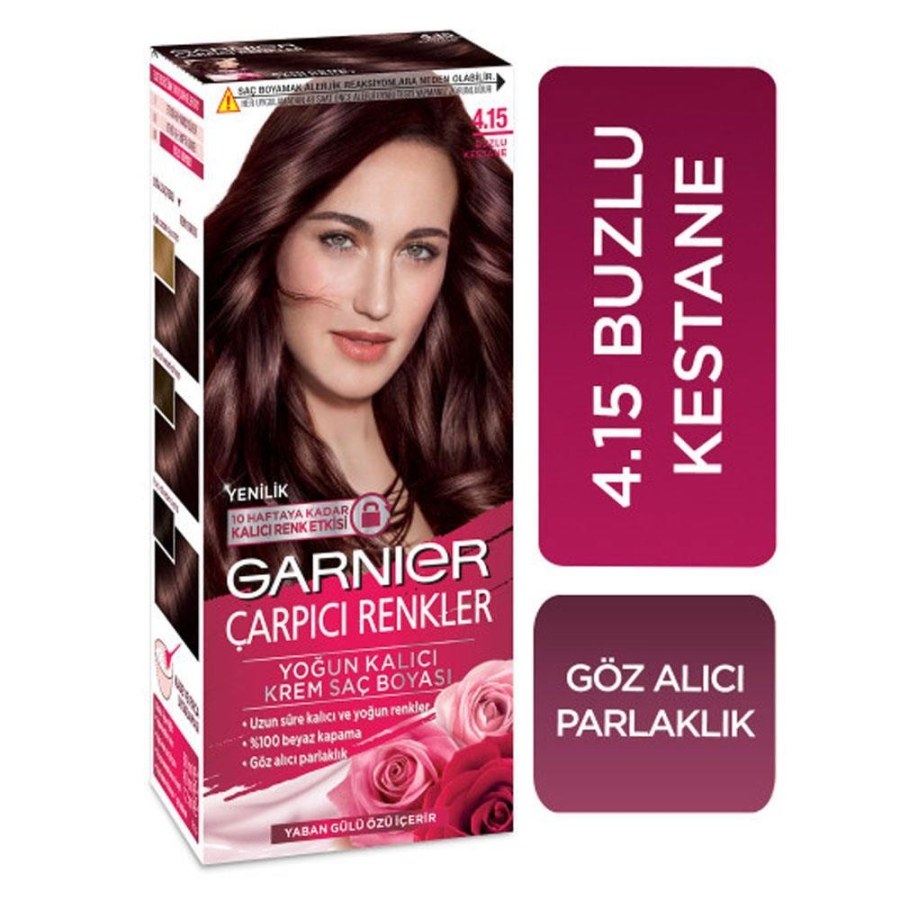 SAÇ BOYAMAK ALERJİK REAKSİYONLARA NEDEN OLABİLİR.
4.15
BUZLU
KESTANE
YENİLİK
10 HAFTAYA KADAR
KALICI RENK ETKİSİ
GARNIER
ÇARPICI RENKLER
YOĞUN KALICI
KREM SAÇ BOYASI
• Uzun süre kalıcı ve yoğun renkler
• %100 beyaz kapama
• Göz alıcı parlaklık
YABAN GÜLÜ ÖZÜ İÇERİR
4.15 BUZLU
KESTANE
GÖZ ALICI
PARLAKLIK